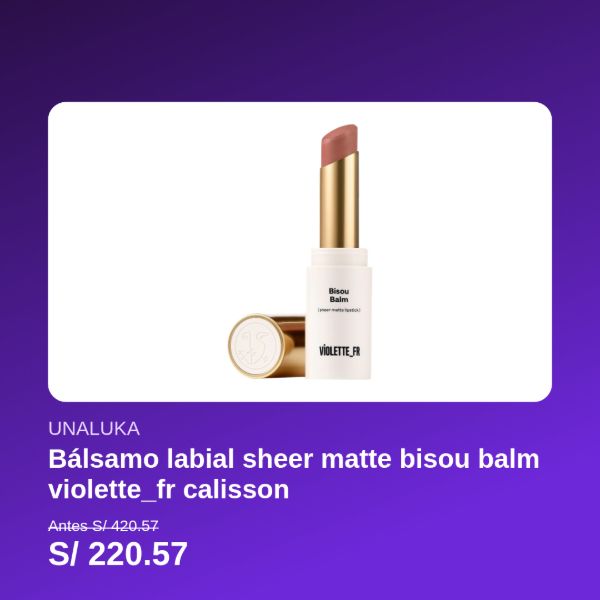 Bisou
Balm
[sheer matte lipstick]
VIOLETTE_FR
UNALUKA
Bálsamo labial sheer matte bisou balm
violette_fr calisson
Antes S/ 420.57
S/ 220.57